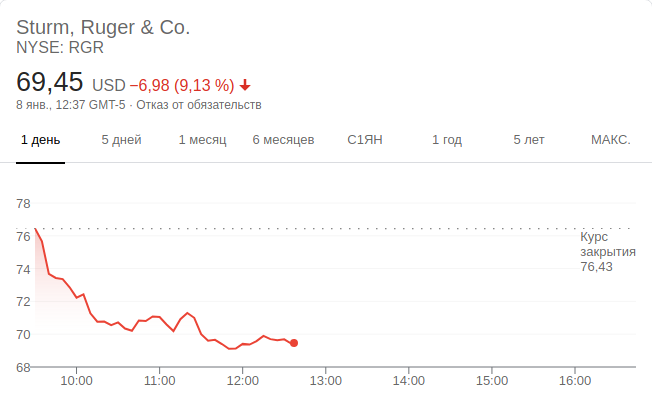 Sturm, Ruger & Co.
NYSE: RGR
69,45 USD −6,98 (9,13 %)
8 янв., 12:37 GMT-5 · Отказ от обязательств
1 день 5 дней 1 месяц 6 месяцев С1ЯН 1 год 5 лет МАКС.
78
76
74
72
70
68
Курс
закрытия
76,43
10:00 11:00 12:00 13:00 14:00 15:00 16:00